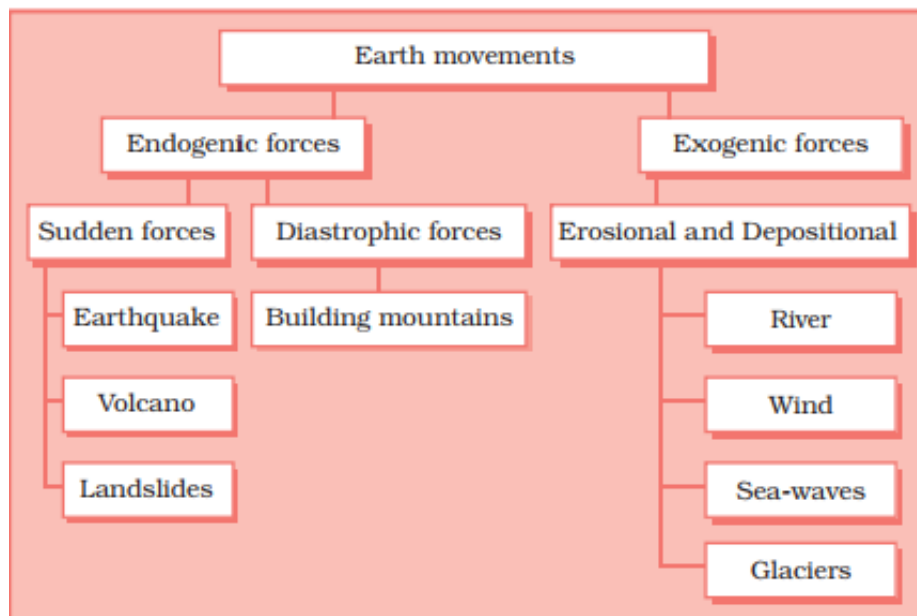 Earth movements
Endogenic forces
Exogenic forces
Sudden forces
Diastrophic forces
Erosional and Depositional
Earthquake
Building mountains
River
Volcano
Wind
Landslides
Sea-waves
Glaciers